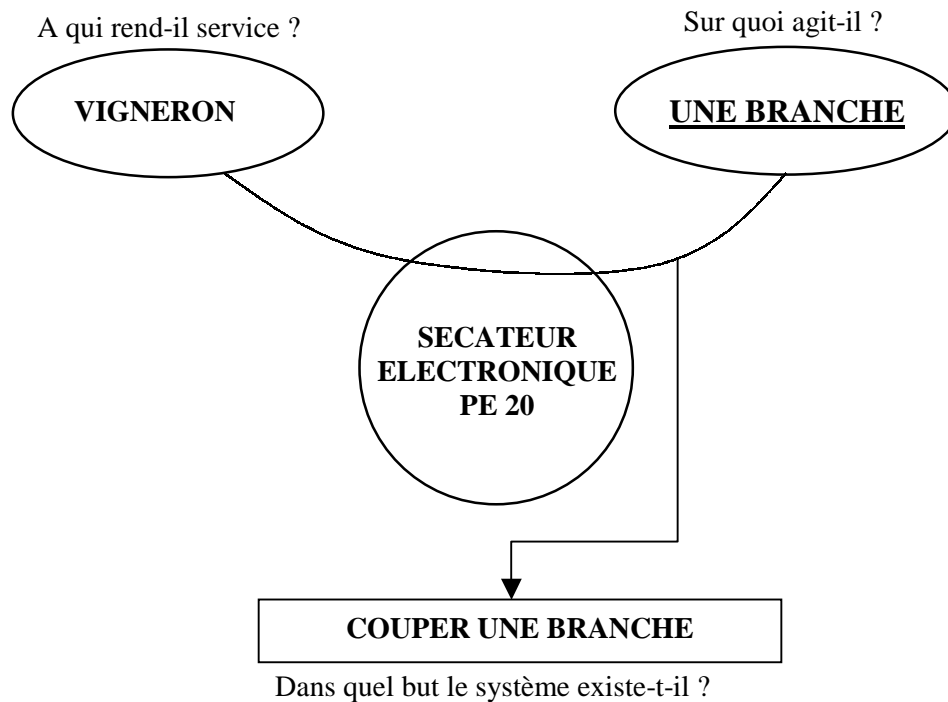 A qui rend-il service ?
Sur quoi agit-il ?
VIGNERON
UNE BRANCHE
SECATEUR
ELECTRONIQUE
PE 20
COUPER UNE BRANCHE
Dans quel but le système existe-t-il ?